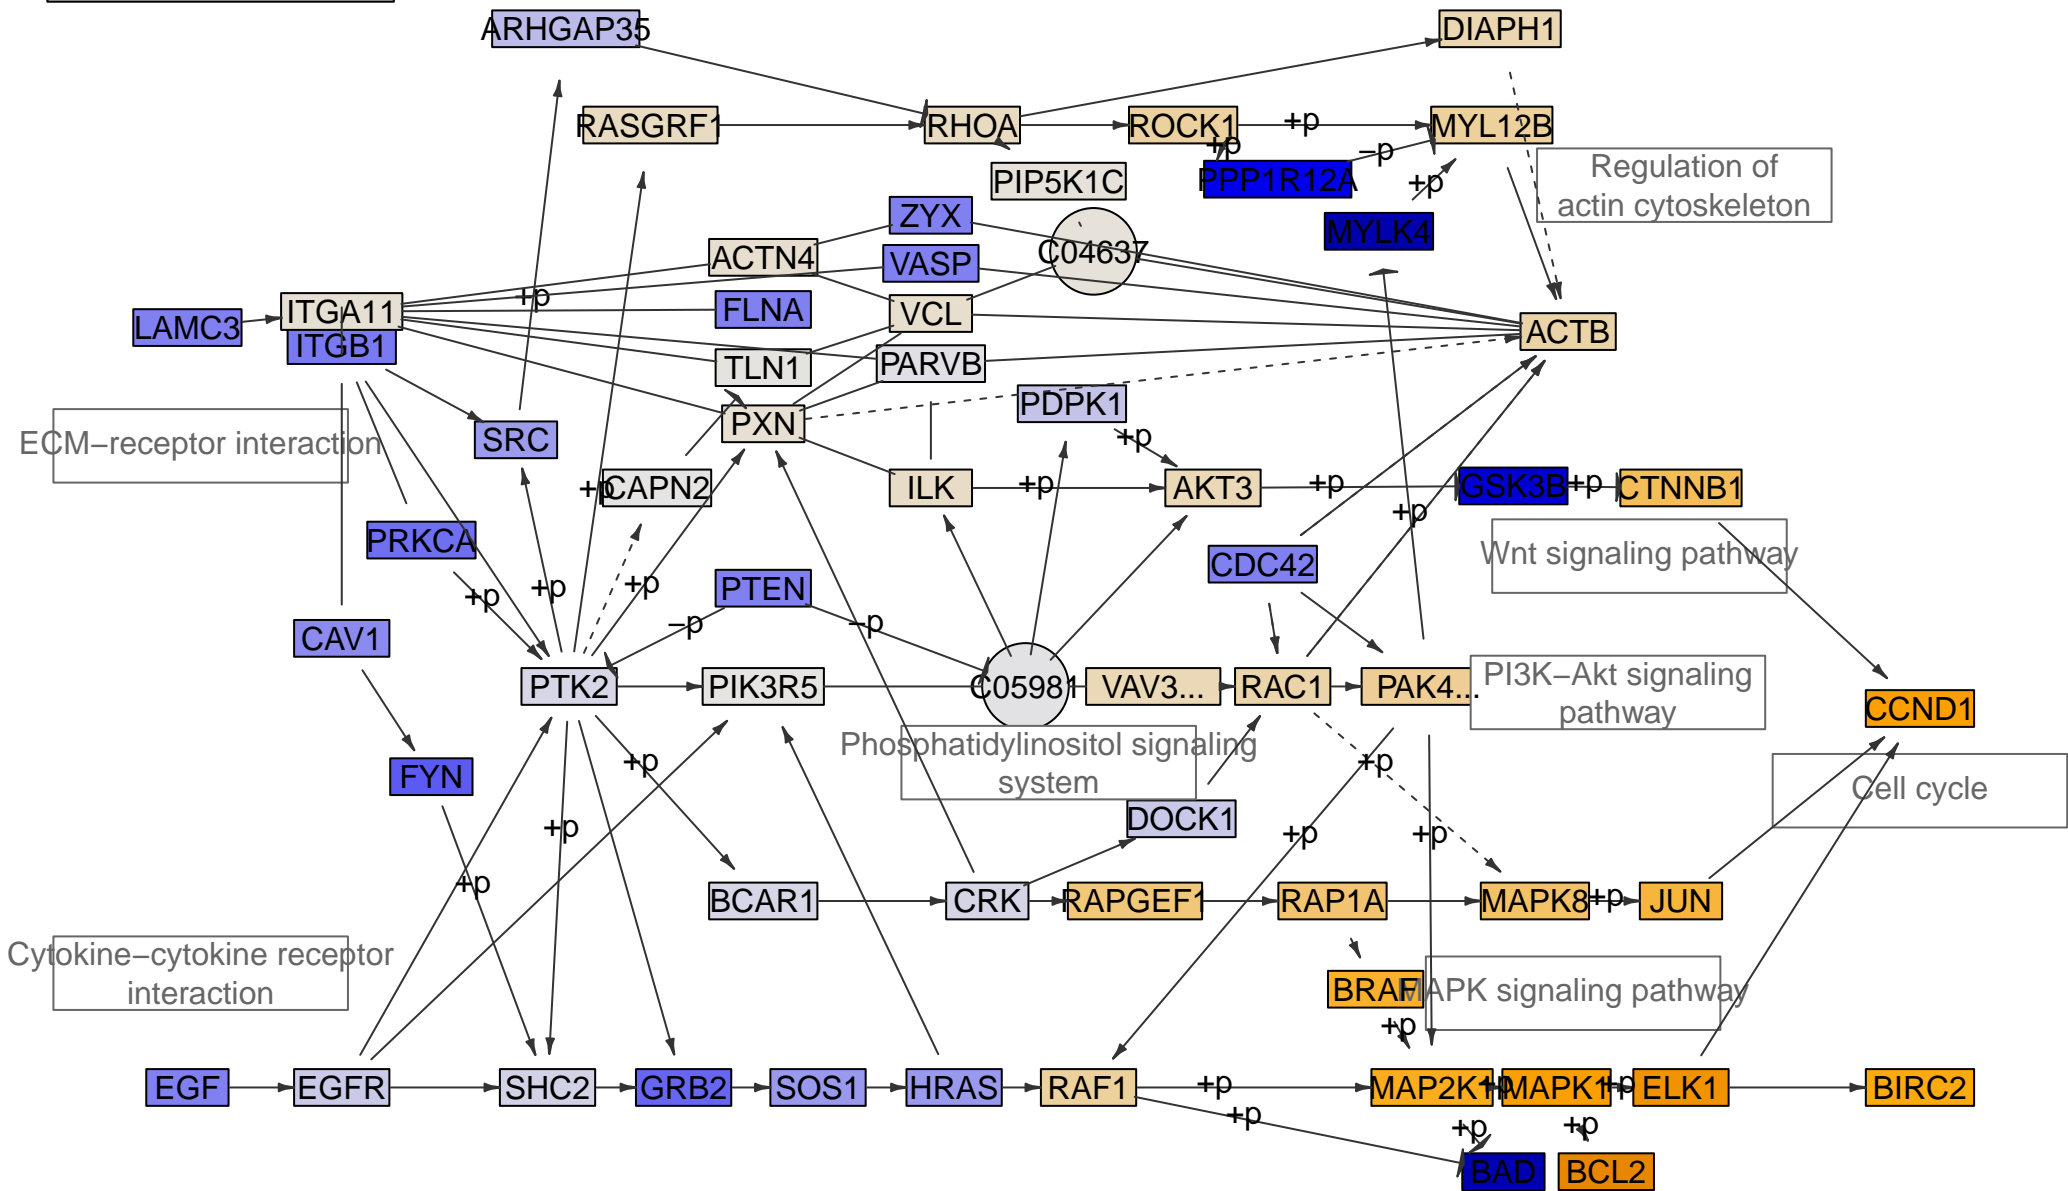 ARHGAP35
DIAPH1
RASGRF1
RHOA
ROCK1
+p
MYL12B
+p
−p
PIP5K1C
PPP1R12A
+p
Regulation of
actin cytoskeleton
ZYX
MYLK4
ACTN4
VASP
C04637
+p
ITGA11
FLNA
VCL
LAMC3
ITGB1
ACTB
TLN1
PARVB
PDPK1
PXN
ECM−receptor interaction
SRC
+p
+p
CAPN2
ILK
+p
AKT3
+p
GSK3B
+p
CTNNB1
+p
PRKCA
Wnt signaling pathway
CDC42
+p
+p
+p
PTEN
−p
−p
CAV1
PTK2
PIK3R5
C05981
VAV3...
RAC1
PAK4...
PI3K−Akt signaling
pathway
CCND1
Phosphatidylinositol signaling
system
FYN
+p
+p
Cell cycle
DOCK1
+p
+p
+p
+p
BCAR1
CRK
RAPGEF1
RAP1A
MAPK8
+p
JUN
Cytokine−cytokine receptor
interaction
BRAF
MAPK signaling pathway
+p
EGF
EGFR
SHC2
GRB2
SOS1
HRAS
RAF1
+p
MAP2K1
+p
MAPK1
+p
ELK1
BIRC2
+p
+p
+p
BAD
BCL2